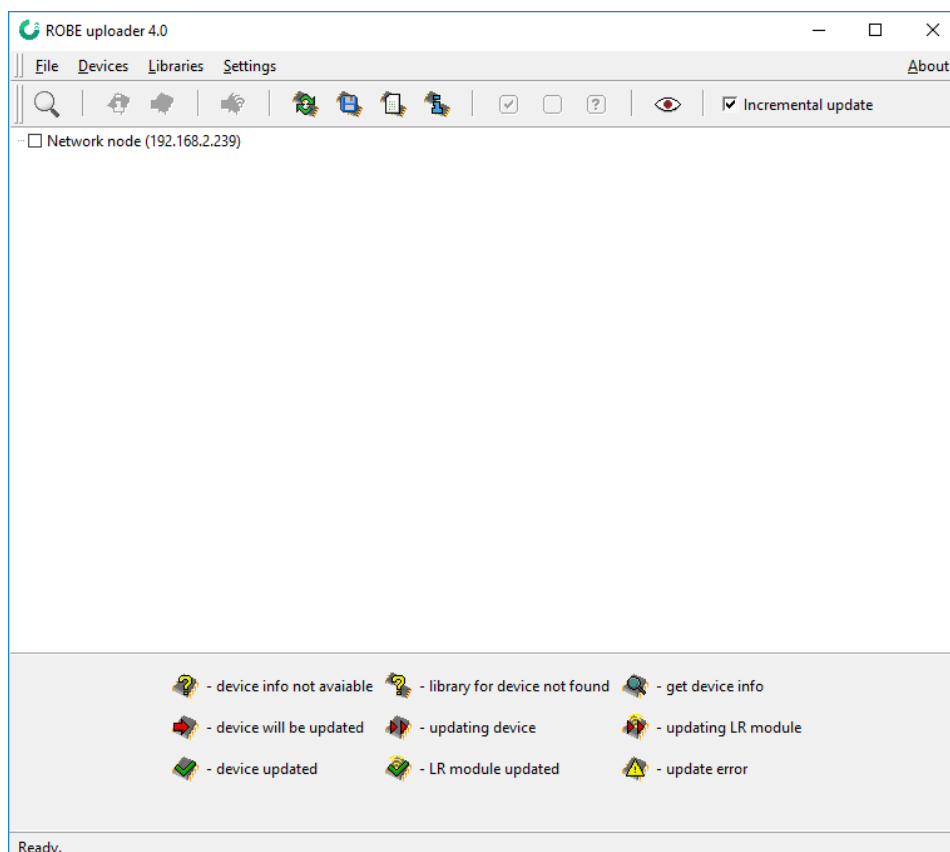 ROBE uploader 4.0
File Devices Libraries Settings About
Incremental update
Network node (192.168.2.239)
- device info not avaiable - library for device not found - get device info
- device will be updated - updating device - updating LR module
- device updated - LR module updated - update error
Ready.